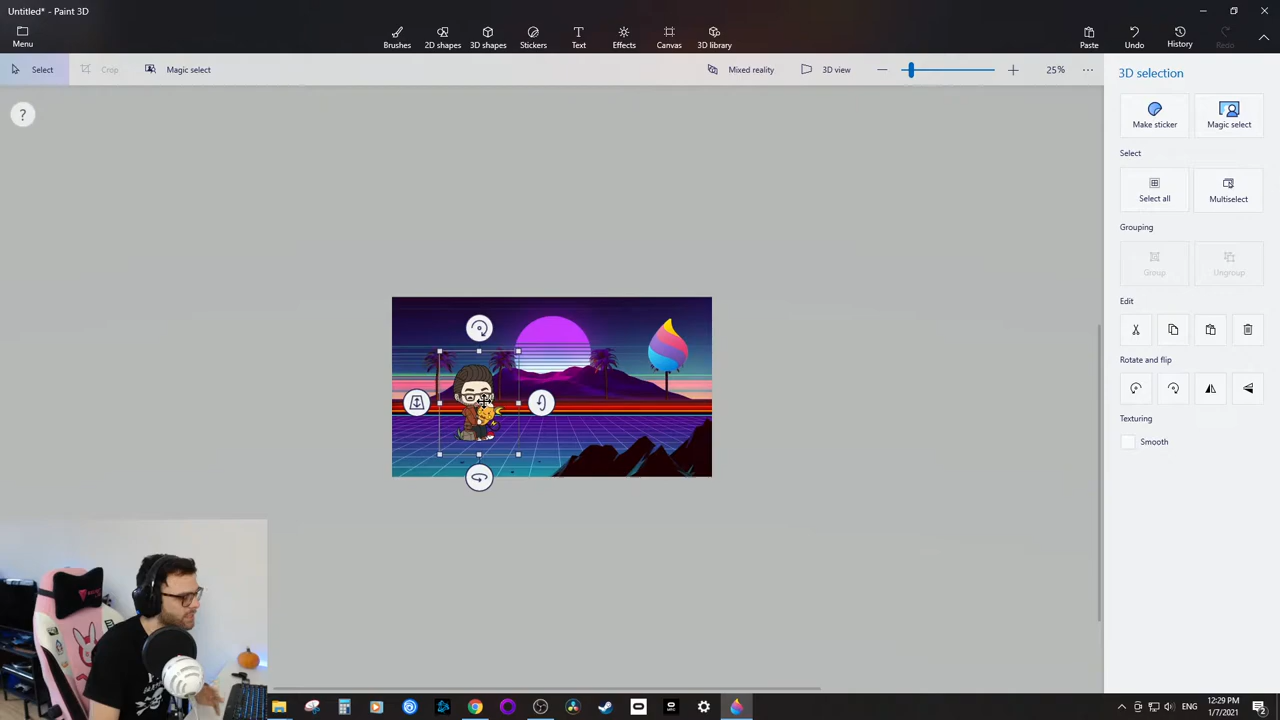 Untitled* - Paint 3D
Menu
Brushes
2D shapes
3D shapes
Stickers
Text
Effects
Canvas
3D library
Paste
Undo
History
Redo
Select
Crop
Magic select
Mixed reality
3D view
25%
?
3D selection
Make sticker
Magic select
Select
Select all
Multiselect
Grouping
Group
Ungroup
Edit
Rotate and flip
Texturing
Smooth
ENG
12:29 PM
1/7/2021
2